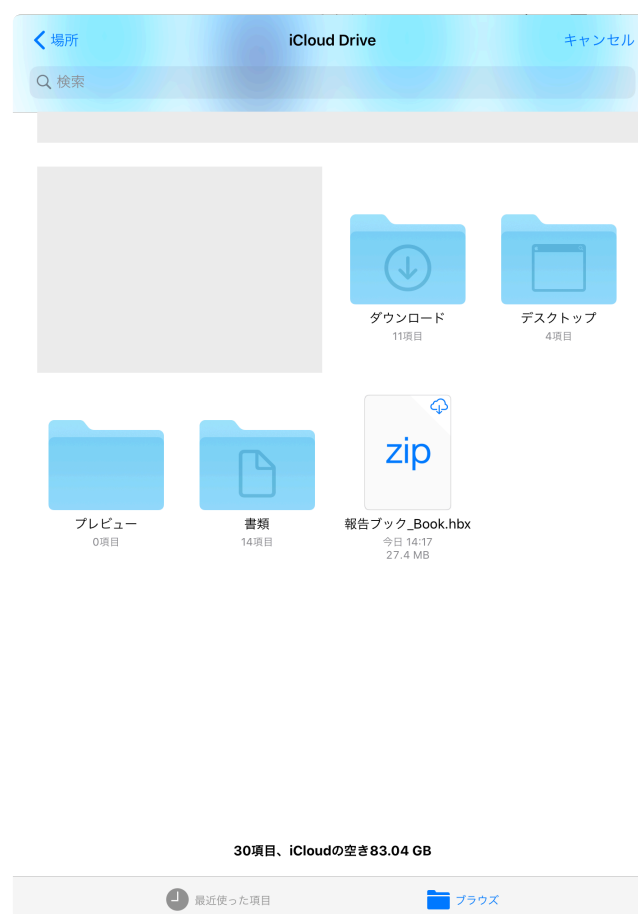 場所
iCloud Drive
キャンセル
検索
ダウンロード
11項目
デスクトップ
4項目
プレビュー
0項目
書類
14項目
zip
報告ブック_Book.hbx
今日 14:17
27.4 MB
30項目、iCloudの空き83.04 GB
最近使った項目
ブラウズ